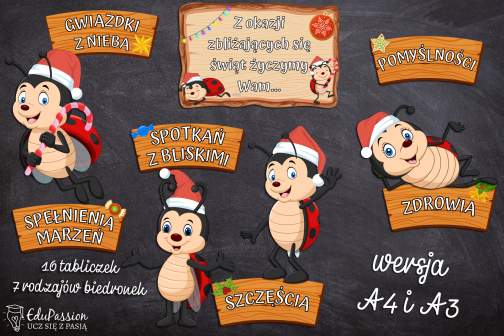 GWIAZDKI
Z NIEBA
Z okazji
zbliżających się
świąt życzymy
Wam...
POMYŚLNOŚCI
SPOTKAŃ
Z BLISKIMI
SPEŁNIENIA
MARZEŃ
ZDROWIA
SZCZĘŚCIA
16 tabliczek
7 rodzajów biedronek
wersja
A4 i A3
EduPassion
UCZ SIĘ Z PASJĄ